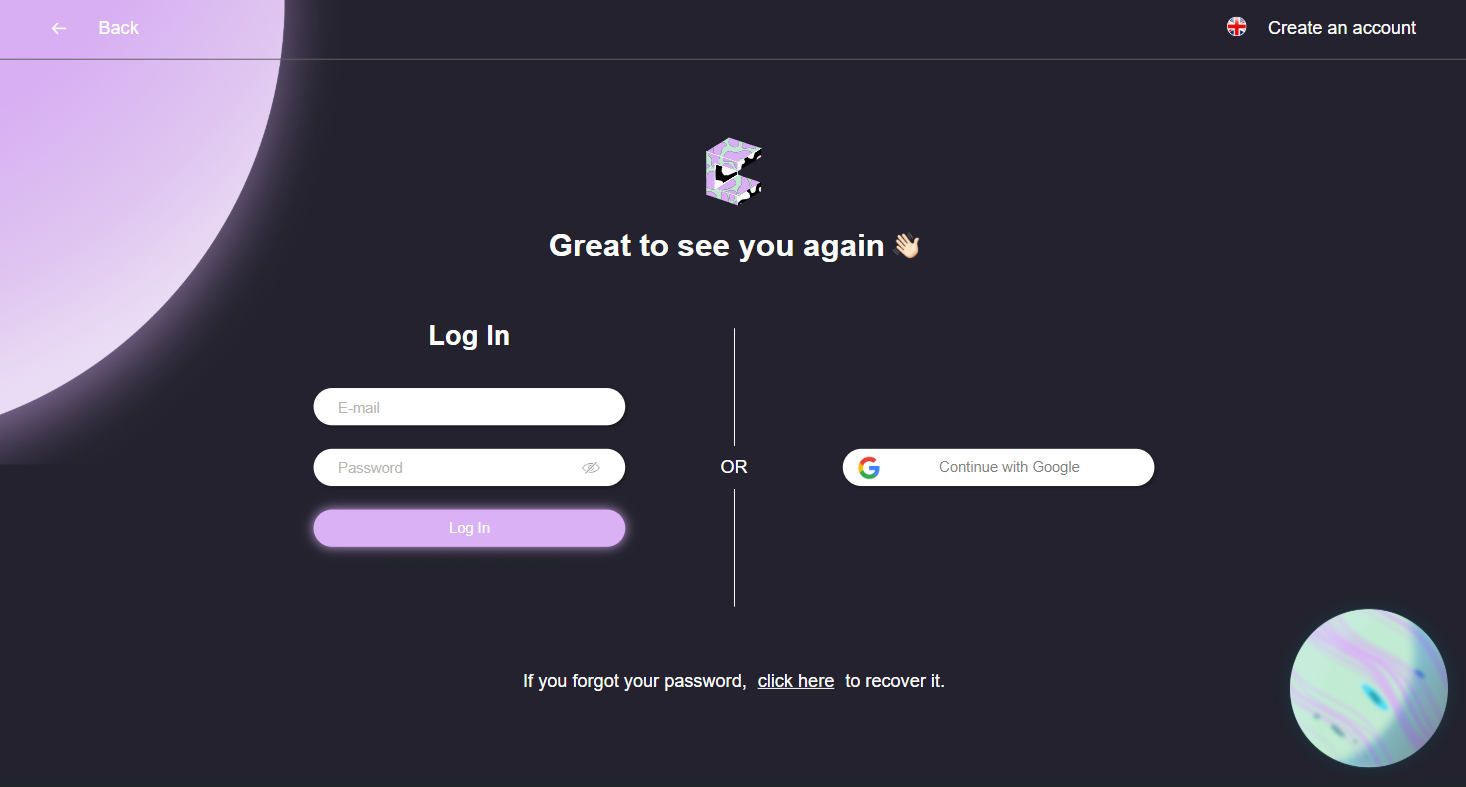 Back
Create an account
Great to see you again 👋🏻
Log In
E-mail
Password
OR
Continue with Google
Log In
If you forgot your password, click here to recover it.